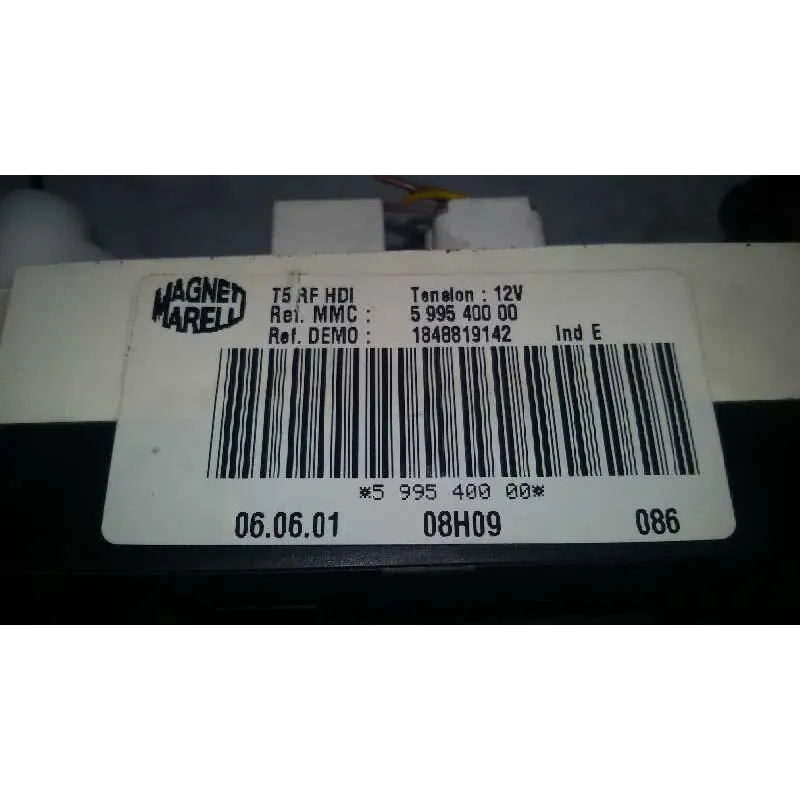 MAGNETI
MARELLI
T5 RF HDI Tension : 12V
Ref. MMC : 5 995 400 00
Ref. DEMO : 1848819142 Ind E
*5 995 400 00*
06.06.01 08H09 086